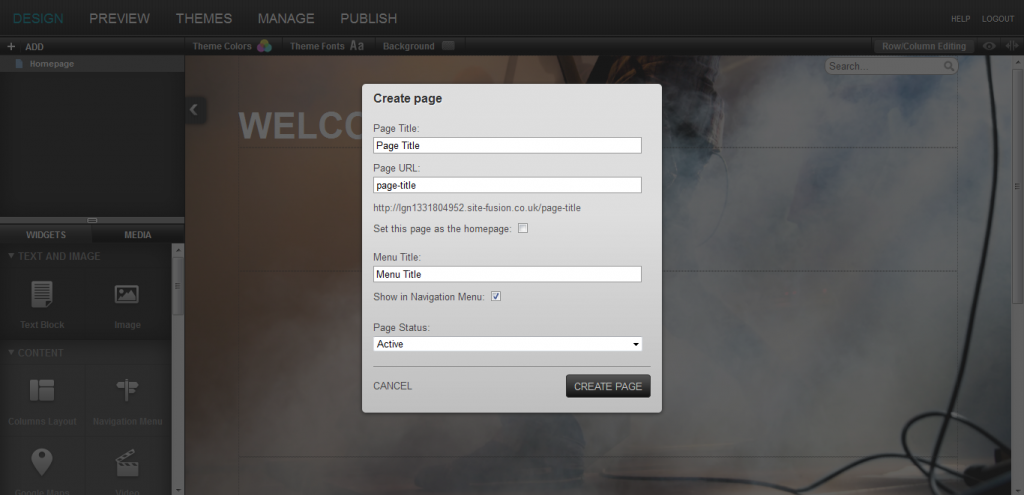 DESIGN PREVIEW THEMES MANAGE PUBLISH HELP LOGOUT
+ ADD Theme Colors Theme Fonts Aa Background Row/Column Editing
Homepage
Search...
WELCO
Create page
Page Title:
Page Title
Page URL:
page-title
http://lgn1331804952.site-fusion.co.uk/page-title
Set this page as the homepage:
Menu Title:
Menu Title
Show in Navigation Menu:
Page Status:
Active
CANCEL CREATE PAGE
WIDGETS MEDIA
TEXT AND IMAGE
Text Block Image
CONTENT
Columns Layout Navigation Menu
Google Maps Video